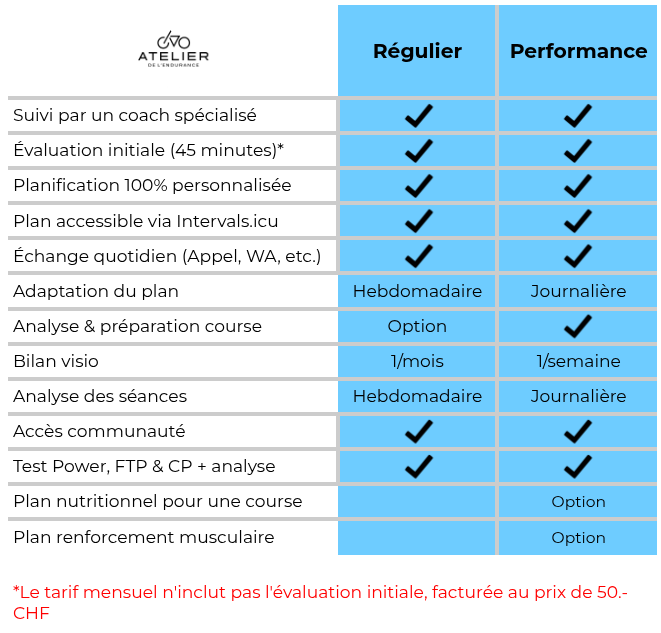 ATELIER
DE L'ENDURANCE
Régulier Performance
Suivi par un coach spécialisé ✓ ✓
Évaluation initiale (45 minutes)* ✓ ✓
Planification 100% personnalisée ✓ ✓
Plan accessible via Intervals.icu ✓ ✓
Échange quotidien (Appel, WA, etc.) ✓ ✓
Adaptation du plan Hebdomadaire Journalière
Analyse & préparation course Option ✓
Bilan visio 1/mois 1/semaine
Analyse des séances Hebdomadaire Journalière
Accès communauté ✓ ✓
Test Power, FTP & CP + analyse ✓ ✓
Plan nutritionnel pour une course Option
Plan renforcement musculaire Option
*Le tarif mensuel n'inclut pas l'évaluation initiale, facturée au prix de 50.-
CHF